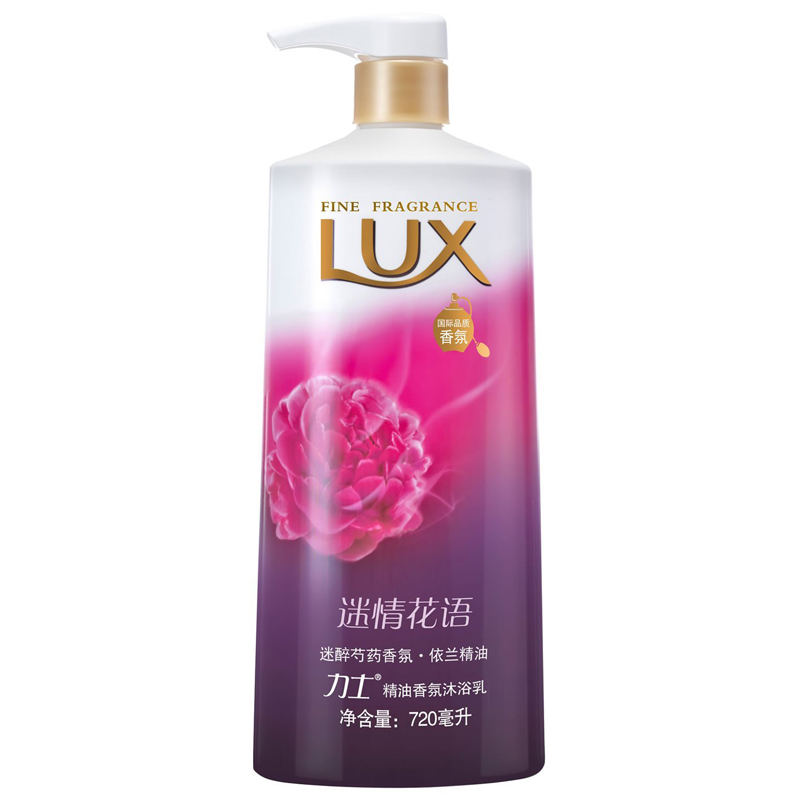 FINE FRAGRANCE
LUX
国际品质
香氛
迷情花语
迷醉芍药香氛·依兰精油
力士® 精油香氛沐浴乳
净含量：720毫升